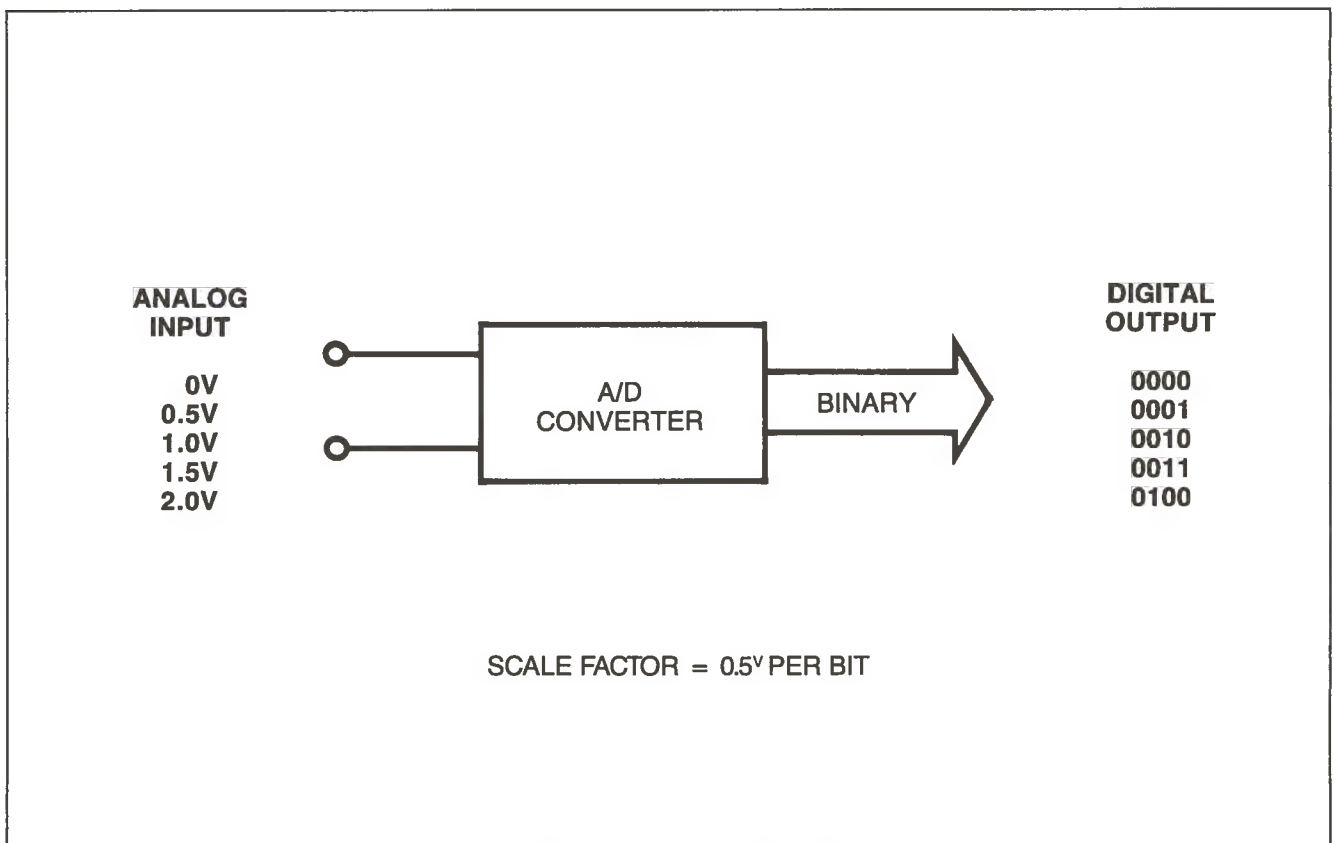 ANALOG
INPUT
0V
0.5V
1.0V
1.5V
2.0V
A/D
CONVERTER
BINARY
DIGITAL
OUTPUT
0000
0001
0010
0011
0100
SCALE FACTOR = 0.5V PER BIT